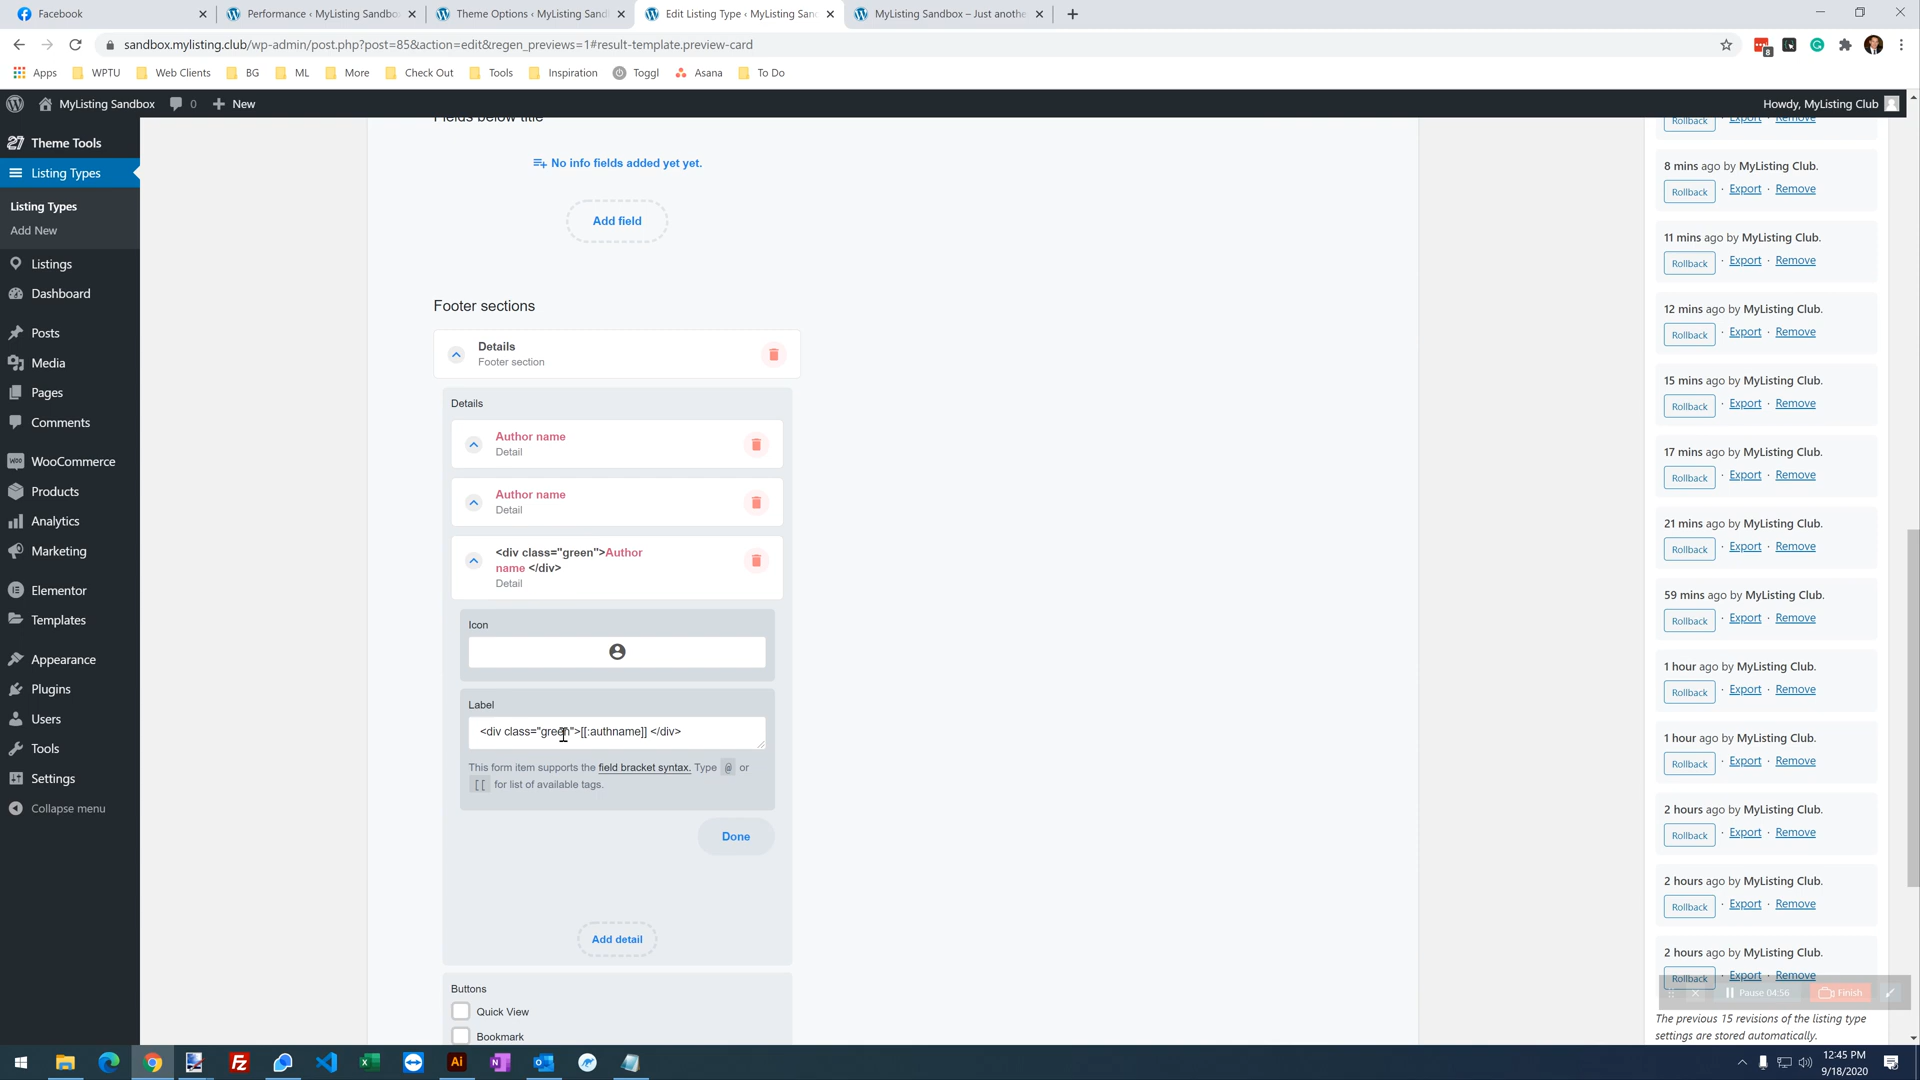 Facebook
Performance ‹ MyListing Sandbox
Theme Options ‹ MyListing Sand
Edit Listing Type ‹ MyListing San
MyListing Sandbox – Just anothe
sandbox.mylisting.club/wp-admin/post.php?post=85&action=edit&regen_previews=1#result-template.preview-card
8
Apps
WPTU
Web Clients
BG
ML
More
Check Out
Tools
Inspiration
Toggl
Asana
To Do
MyListing Sandbox
0
New
Howdy, MyListing Club
27 Theme Tools
Listing Types
Listing Types
Add New
Listings
Dashboard
Posts
Media
Pages
Comments
WooCommerce
Products
Analytics
Marketing
Elementor
Templates
Appearance
Plugins
Users
Tools
Settings
Collapse menu
Fields below title
No info fields added yet yet.
Add field
Footer sections
Details
Footer section
Details
Author name
Detail
Author name
Detail
<div class="green">Author
name </div>
Detail
Icon
Label
<div class="green">[[:authname]] </div>
This form item supports the field bracket syntax. Type @ or
[[ for list of available tags.
Done
Add detail
Buttons
Quick View
Bookmark
Rollback · Export · Remove
8 mins ago by MyListing Club.
Rollback · Export · Remove
11 mins ago by MyListing Club.
Rollback · Export · Remove
12 mins ago by MyListing Club.
Rollback · Export · Remove
15 mins ago by MyListing Club.
Rollback · Export · Remove
17 mins ago by MyListing Club.
Rollback · Export · Remove
21 mins ago by MyListing Club.
Rollback · Export · Remove
59 mins ago by MyListing Club.
Rollback · Export · Remove
1 hour ago by MyListing Club.
Rollback · Export · Remove
1 hour ago by MyListing Club.
Rollback · Export · Remove
2 hours ago by MyListing Club.
Rollback · Export · Remove
2 hours ago by MyListing Club.
Rollback · Export · Remove
2 hours ago by MyListing Club.
Rollback · Export · Remove
Pause 04:56
Finish
The previous 15 revisions of the listing type
settings are stored automatically.
12:45 PM
9/18/2020